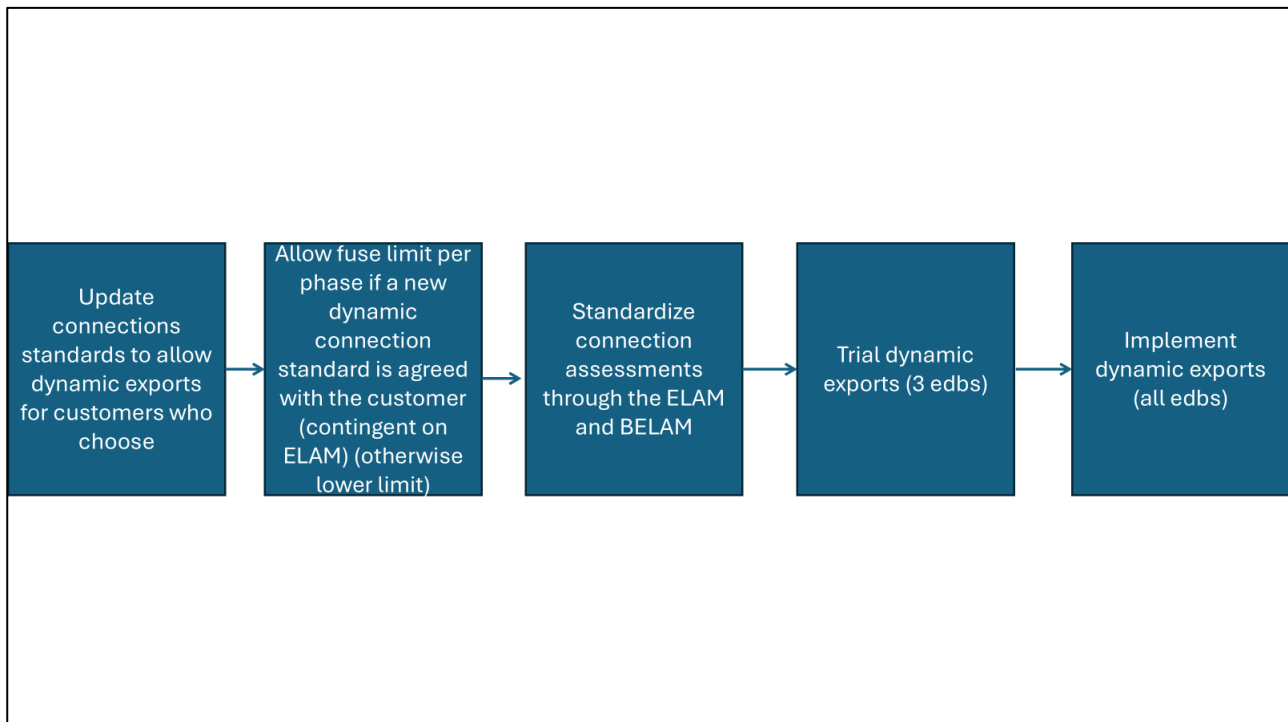 Update
connections
standards to allow
dynamic exports
for customers who
choose
Allow fuse limit per
phase if a new
dynamic
connection
standard is agreed
with the customer
(contingent on
ELAM) (otherwise
lower limit)
Standardize
connection
assessments
through the ELAM
and BELAM
Trial dynamic
exports (3 edbs)
Implement
dynamic exports
(all edbs)